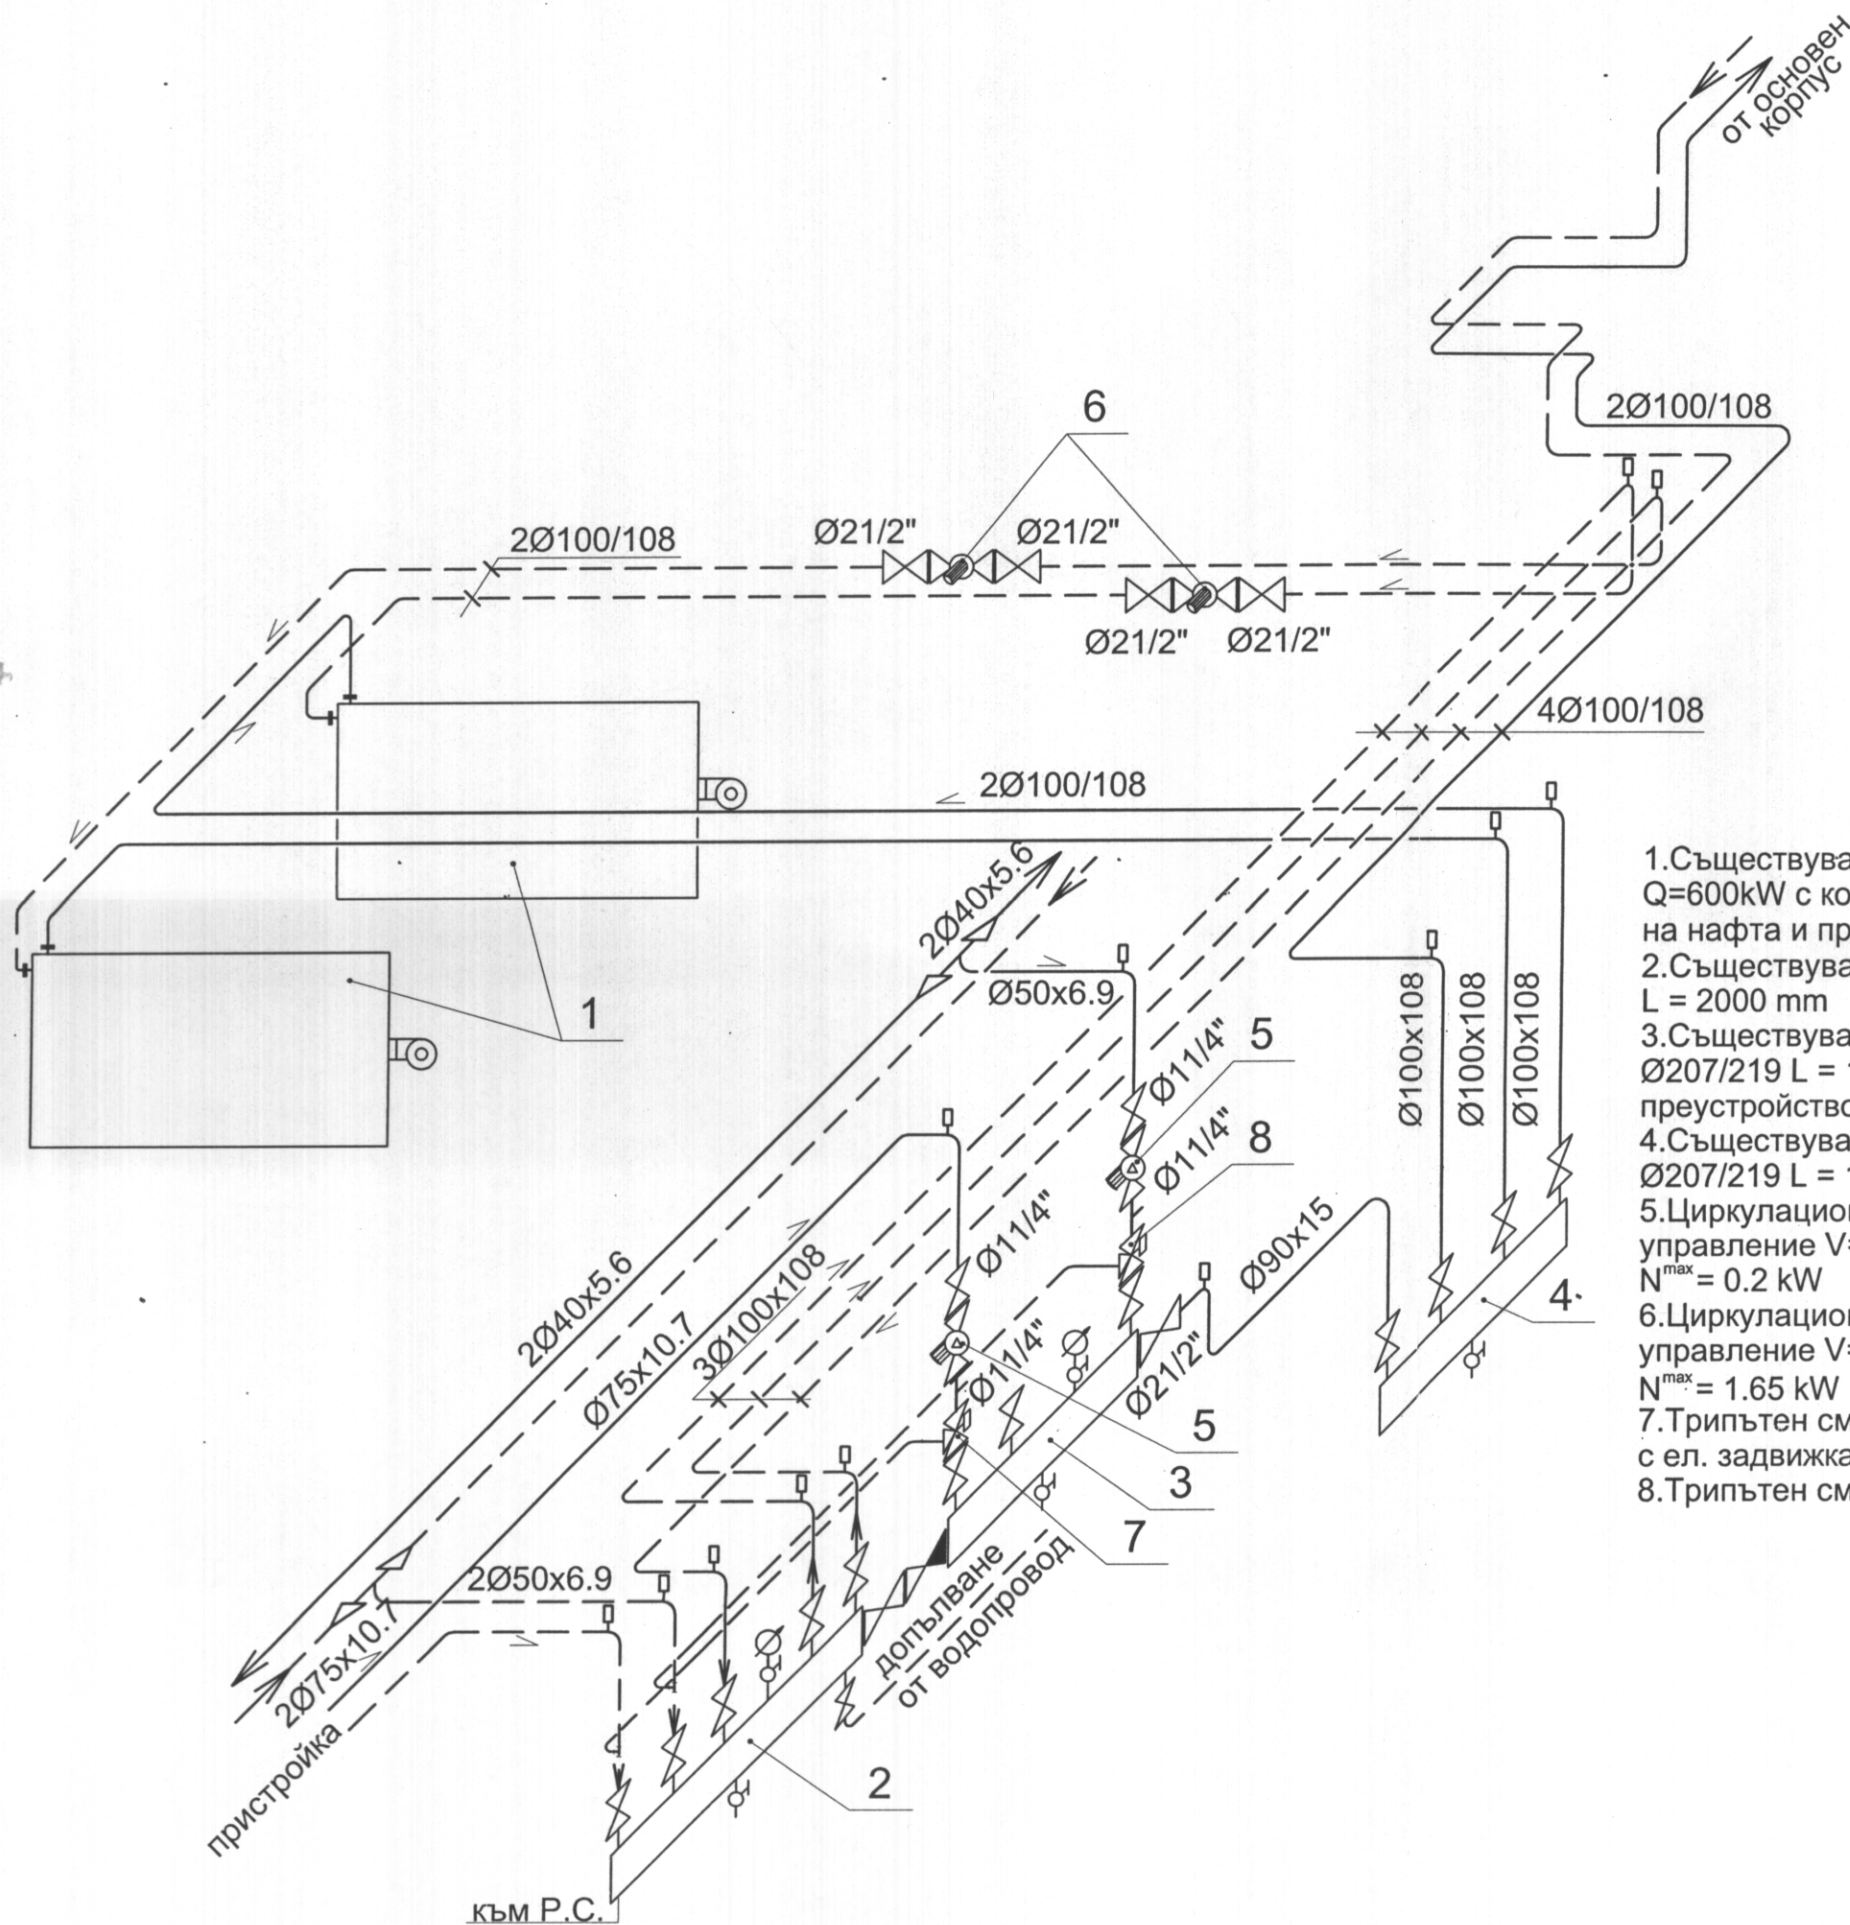 от основен
корпус
2Ø100/108
6
2Ø100/108
Ø21/2"
Ø21/2"
Ø21/2"
Ø21/2"
4Ø100/108
2Ø100/108
2Ø40x5.6
Ø50x6.9
1
5
Ø11/4"
Ø11/4"
8
Ø100x108
Ø100x108
Ø100x108
Ø11/4"
Ø90x15
2Ø40x5.6
Ø75x10.7
3Ø100x108
Ø11/4"
Ø21/2"
4
5
3
7
2Ø50x6.9
2Ø75x10.7
пристройка
допълване
от водопровод
2
към Р.С.
1.Съществува
Q=600kW с ко
на нафта и пр
2.Съществува
L = 2000 mm
3.Съществува
Ø207/219 L =
преустройство
4.Съществува
Ø207/219 L =
5.Циркулацион
управление V=
Nmax = 0.2 kW
6.Циркулацион
управление V=
Nmax = 1.65 kW
7.Трипътен см
с ел. задвижка
8.Трипътен см